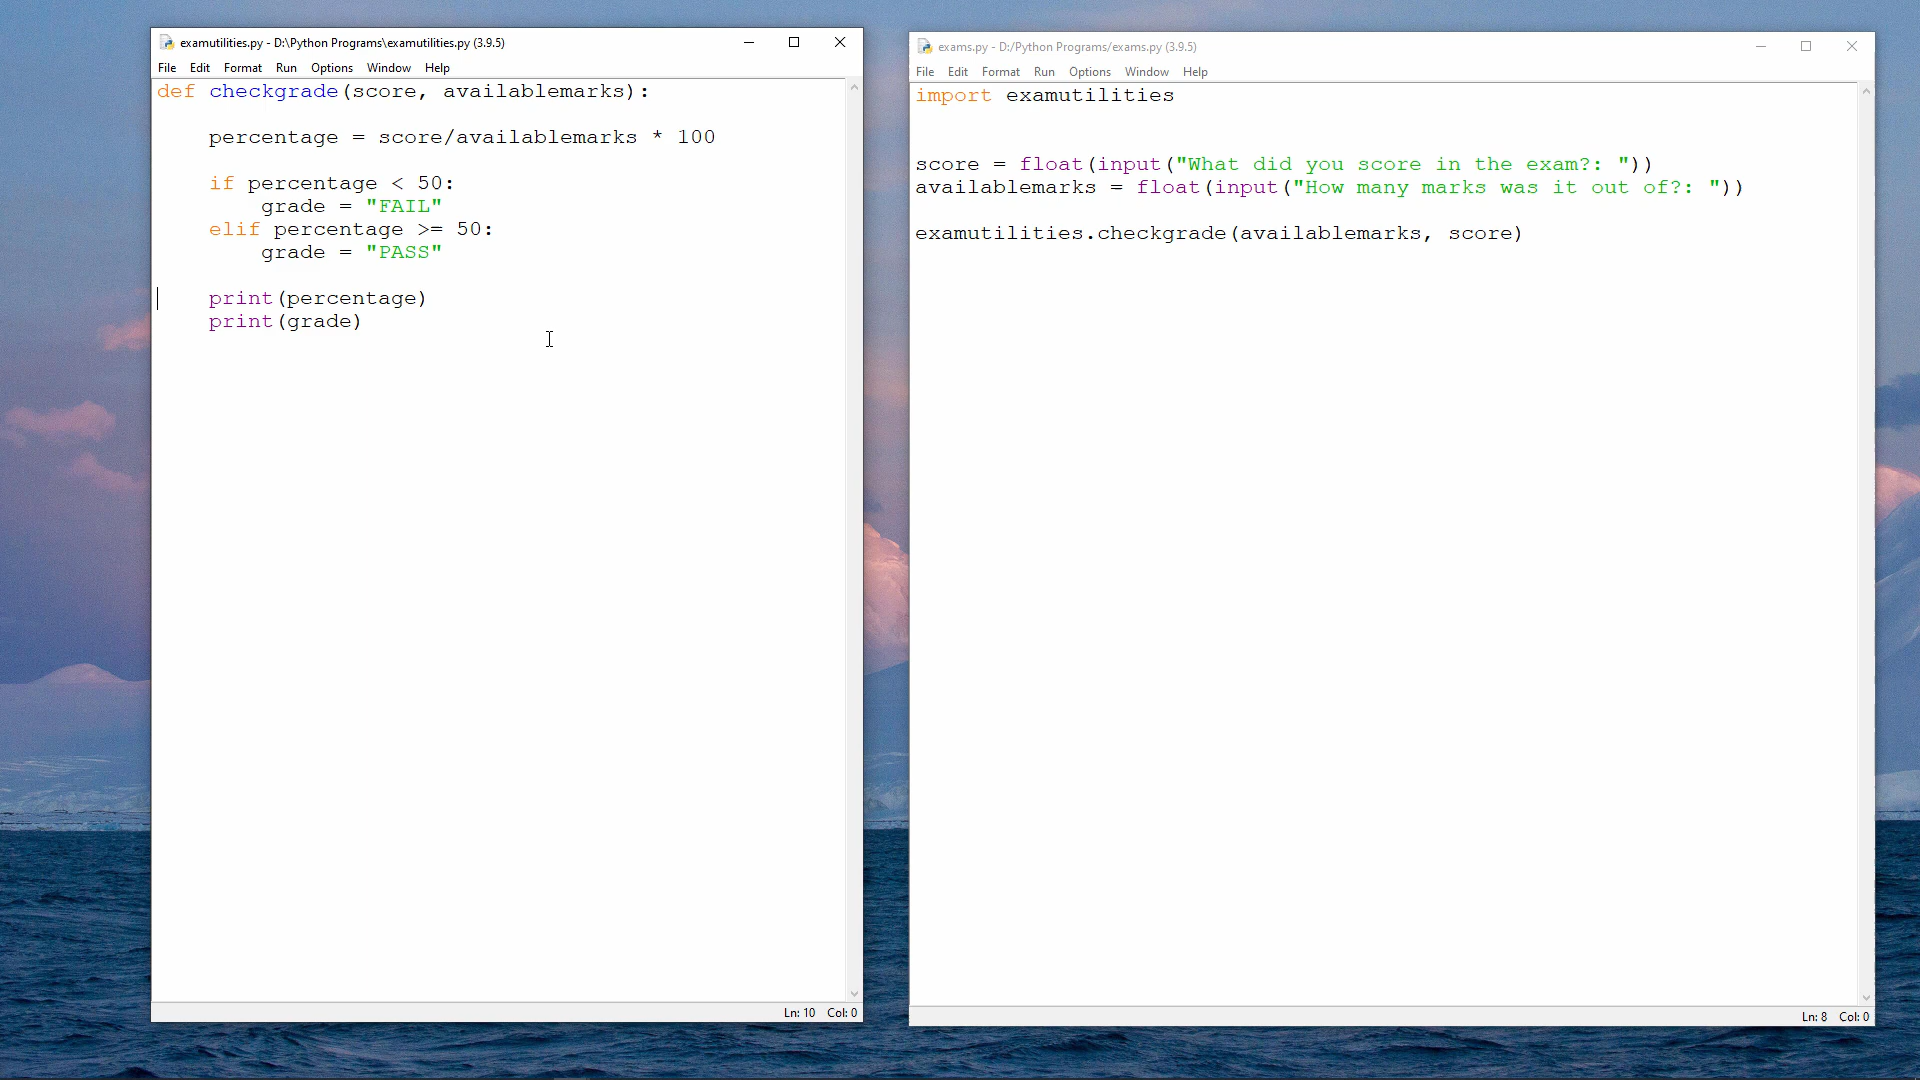 examutilities.py - D:\Python Programs\examutilities.py (3.9.5)
File Edit Format Run Options Window Help
def checkgrade(score, availablemarks):
percentage = score/availablemarks * 100
if percentage < 50:
grade = "FAIL"
elif percentage >= 50:
grade = "PASS"
print(percentage)
print(grade)
Ln: 10 Col: 0
exams.py - D:/Python Programs/exams.py (3.9.5)
File Edit Format Run Options Window Help
import examutilities
score = float(input("What did you score in the exam?: "))
availablemarks = float(input("How many marks was it out of?: "))
examutilities.checkgrade(availablemarks, score)
Ln: 8 Col: 0